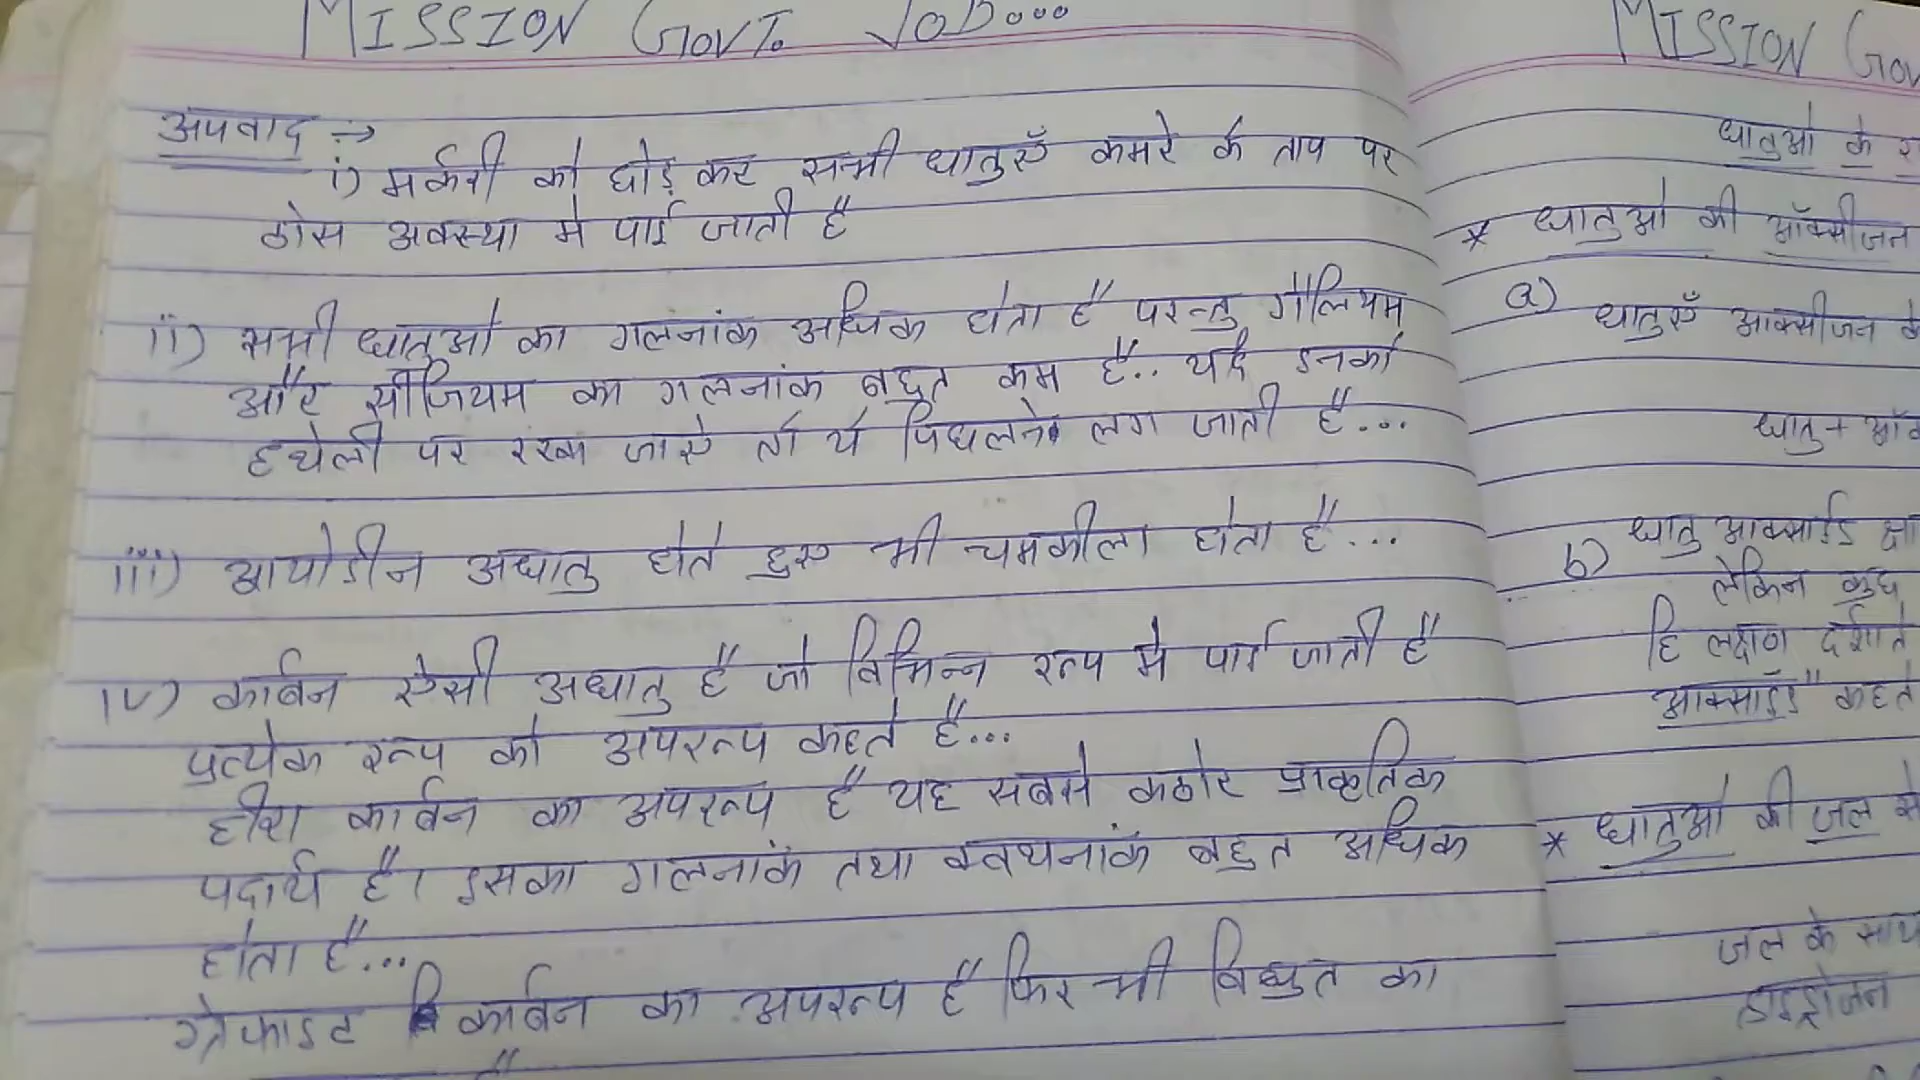 MISSION GOVT. JOB...
अपवाद →
i) मर्करी को छोड़ कर सभी धातुएँ कमरे के ताप पर
ठोस अवस्था मे पाई जाती है
ii) सभी धातुओ का गलनांक अधिक होता है परन्तु गैलियम
और सीजियम का गलनांक बहुत कम है.. यदि इनको
हथेली पर रखा जाए तो ये पिघलने लग जाती है...
iii) आयोडीन अधातु होते हुए भी चमकीला होता है...
iv) कार्बन ऐसी अधातु है जो विभिन्न रूप मे पाई जाती है
प्रत्येक रूप को अपररूप कहते है...
हीरा कार्बन का अपररूप है यह सबसे कठोर प्राकृतिक
पदार्थ है। इसका गलनांक तथा क्वथनांक बहुत अधिक
होता है...
ग्रेफाइट कार्बन का अपररूप है फिर भी विद्युत का
MISSION GOV
धातुओ के
* धातुओ की ऑक्सीजन
a) धातुएँ आक्सीजन के
धातु +
b) धातु आक्साईड
लेकिन कुछ
हि लक्षण दर्शाते
आक्साईड" कहते
* धातुओ की जल से
जल के साथ
हाइड्रोजन